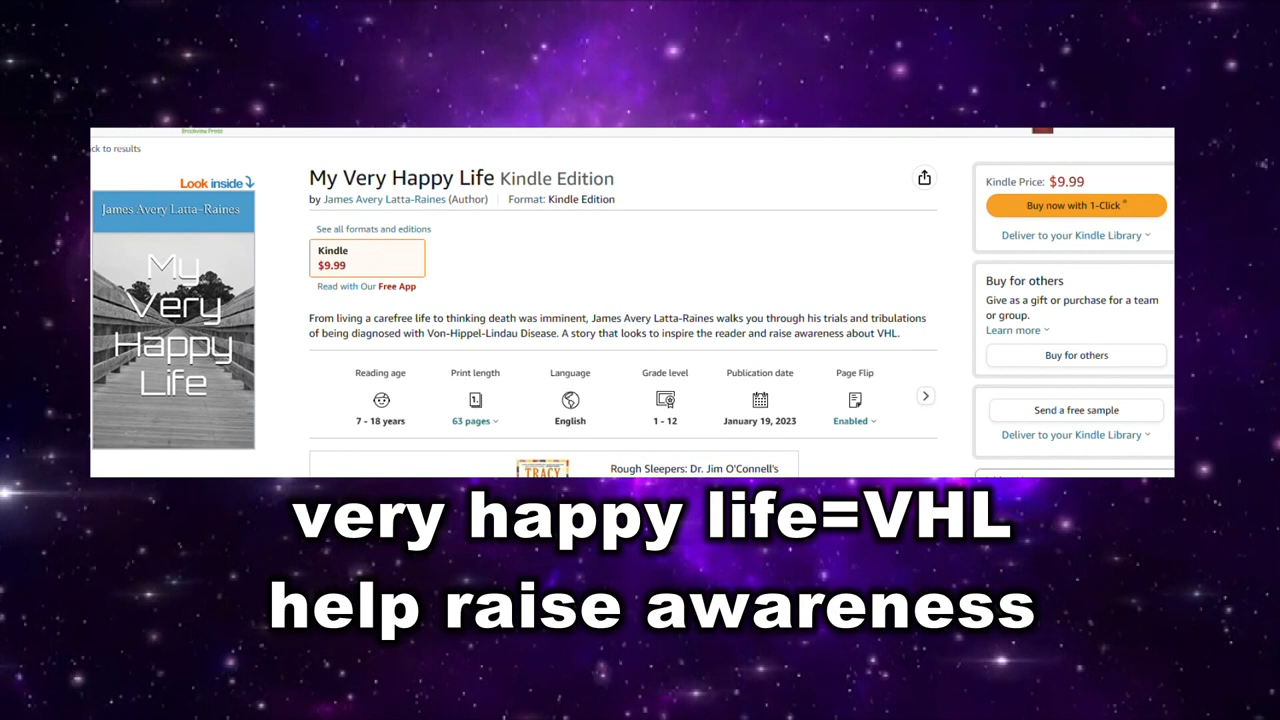 Brickview Press
ck to results
Look inside
James Avery Latta-Raines
My
Very
Happy
Life
My Very Happy Life Kindle Edition
by James Avery Latta-Raines (Author) Format: Kindle Edition
See all formats and editions
Kindle
$9.99
Read with Our Free App
From living a carefree life to thinking death was imminent, James Avery Latta-Raines walks you through his trials and tribulations
of being diagnosed with Von-Hippel-Lindau Disease. A story that looks to inspire the reader and raise awareness about VHL.
Reading age
7 - 18 years
Print length
1.
63 pages
Language
English
Grade level
1 - 12
Publication date
January 19, 2023
Page Flip
Enabled
TRACY
Rough Sleepers: Dr. Jim O'Connell's
Kindle Price: $9.99
Buy now with 1-Click ®
Deliver to your Kindle Library
Buy for others
Give as a gift or purchase for a team
or group.
Learn more
Buy for others
Send a free sample
Deliver to your Kindle Library
very happy life=VHL
help raise awareness